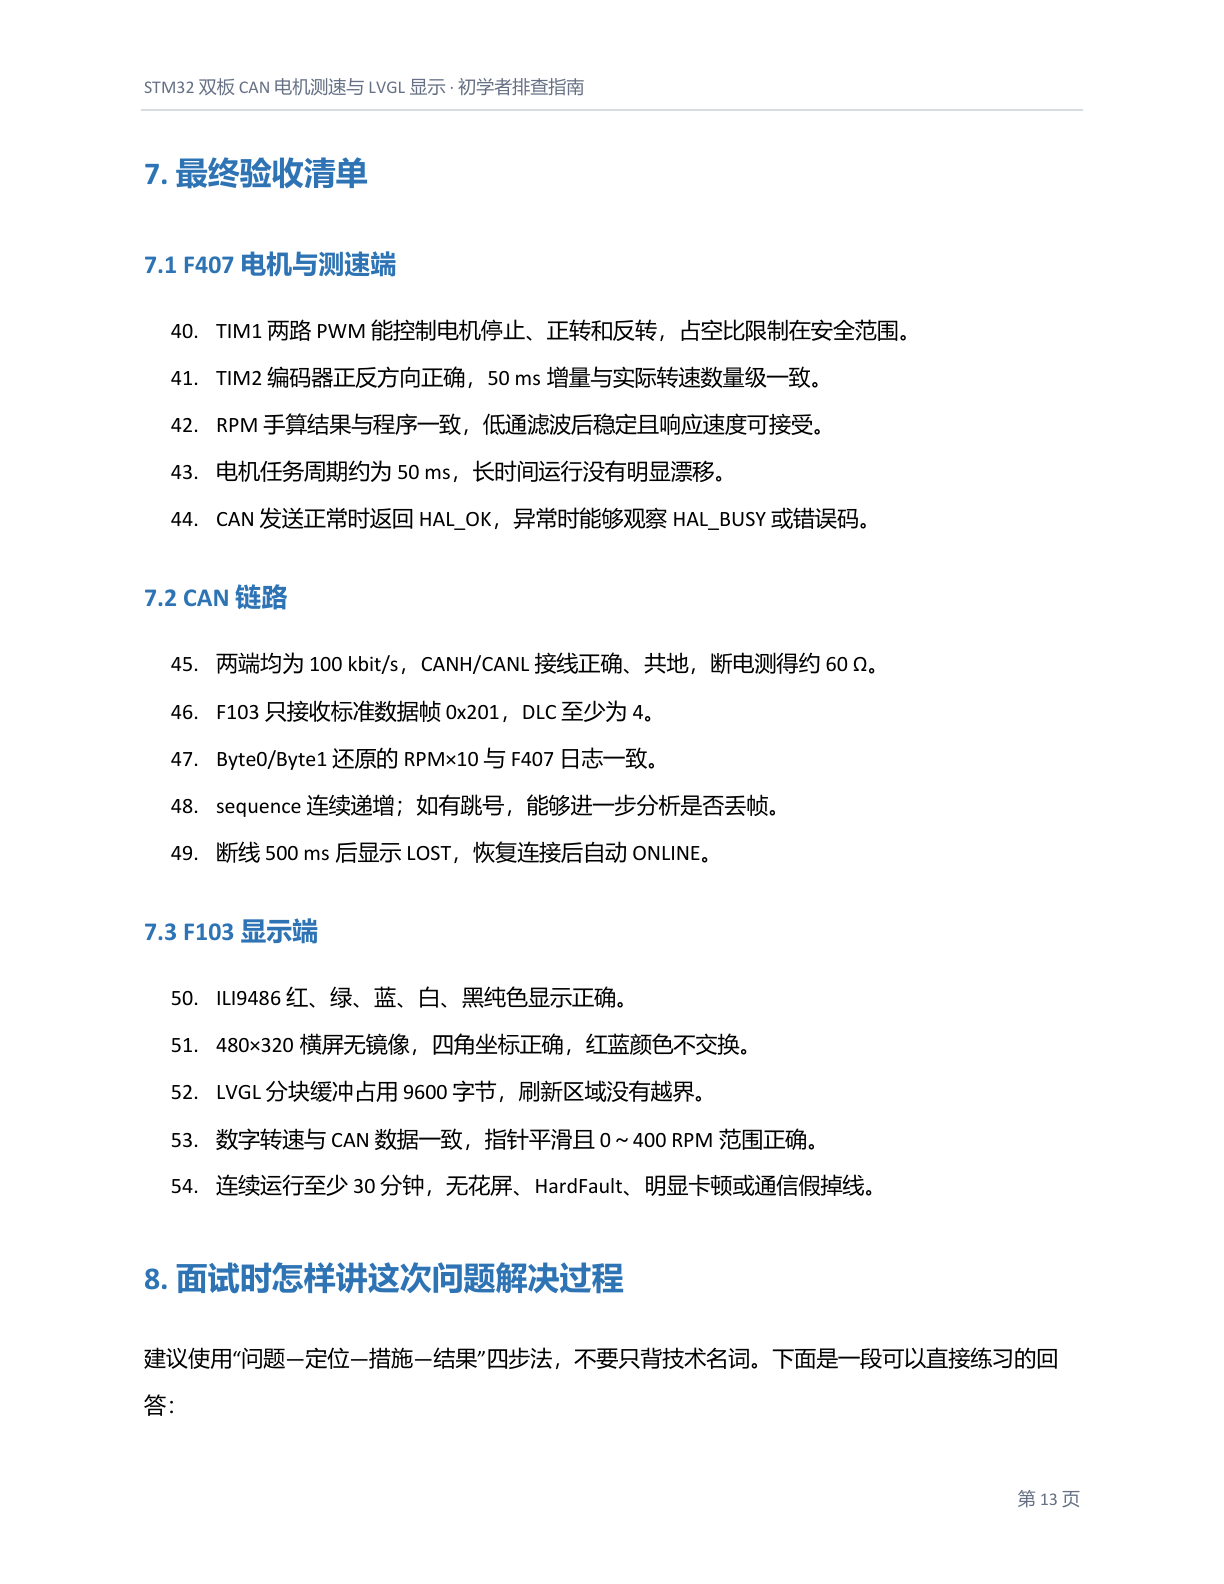 STM32 双板 CAN 电机测速与 LVGL 显示 · 初学者排查指南
7. 最终验收清单
7.1 F407 电机与测速端
40. TIM1 两路 PWM 能控制电机停止、正转和反转，占空比限制在安全范围。
41. TIM2 编码器正反方向正确，50 ms 增量与实际转速数量级一致。
42. RPM 手算结果与程序一致，低通滤波后稳定且响应速度可接受。
43. 电机任务周期约为 50 ms，长时间运行没有明显漂移。
44. CAN 发送正常时返回 HAL_OK，异常时能够观察 HAL_BUSY 或错误码。
7.2 CAN 链路
45. 两端均为 100 kbit/s，CANH/CANL 接线正确、共地，断电测得约 60 Ω。
46. F103 只接收标准数据帧 0x201，DLC 至少为 4。
47. Byte0/Byte1 还原的 RPM×10 与 F407 日志一致。
48. sequence 连续递增；如有跳号，能够进一步分析是否丢帧。
49. 断线 500 ms 后显示 LOST，恢复连接后自动 ONLINE。
7.3 F103 显示端
50. ILI9486 红、绿、蓝、白、黑纯色显示正确。
51. 480×320 横屏无镜像，四角坐标正确，红蓝颜色不交换。
52. LVGL 分块缓冲占用 9600 字节，刷新区域没有越界。
53. 数字转速与 CAN 数据一致，指针平滑且 0～400 RPM 范围正确。
54. 连续运行至少 30 分钟，无花屏、HardFault、明显卡顿或通信假掉线。
8. 面试时怎样讲这次问题解决过程
建议使用“问题—定位—措施—结果”四步法，不要只背技术名词。下面是一段可以直接练习的回
答：
第 13 页